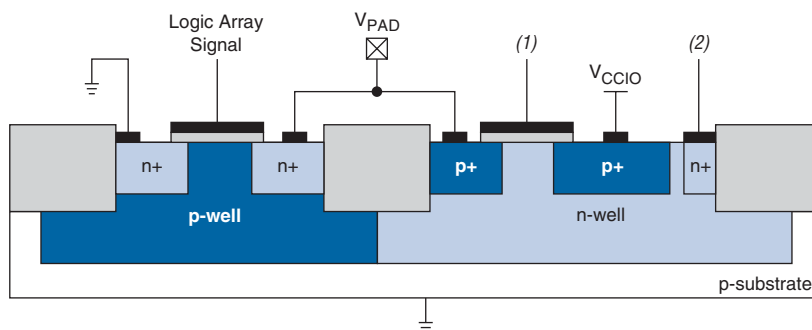 Logic Array
Signal
VPAD
(1)
(2)
VCCIO
n+
n+
p+
p+
n+
p-well
n-well
p-substrate